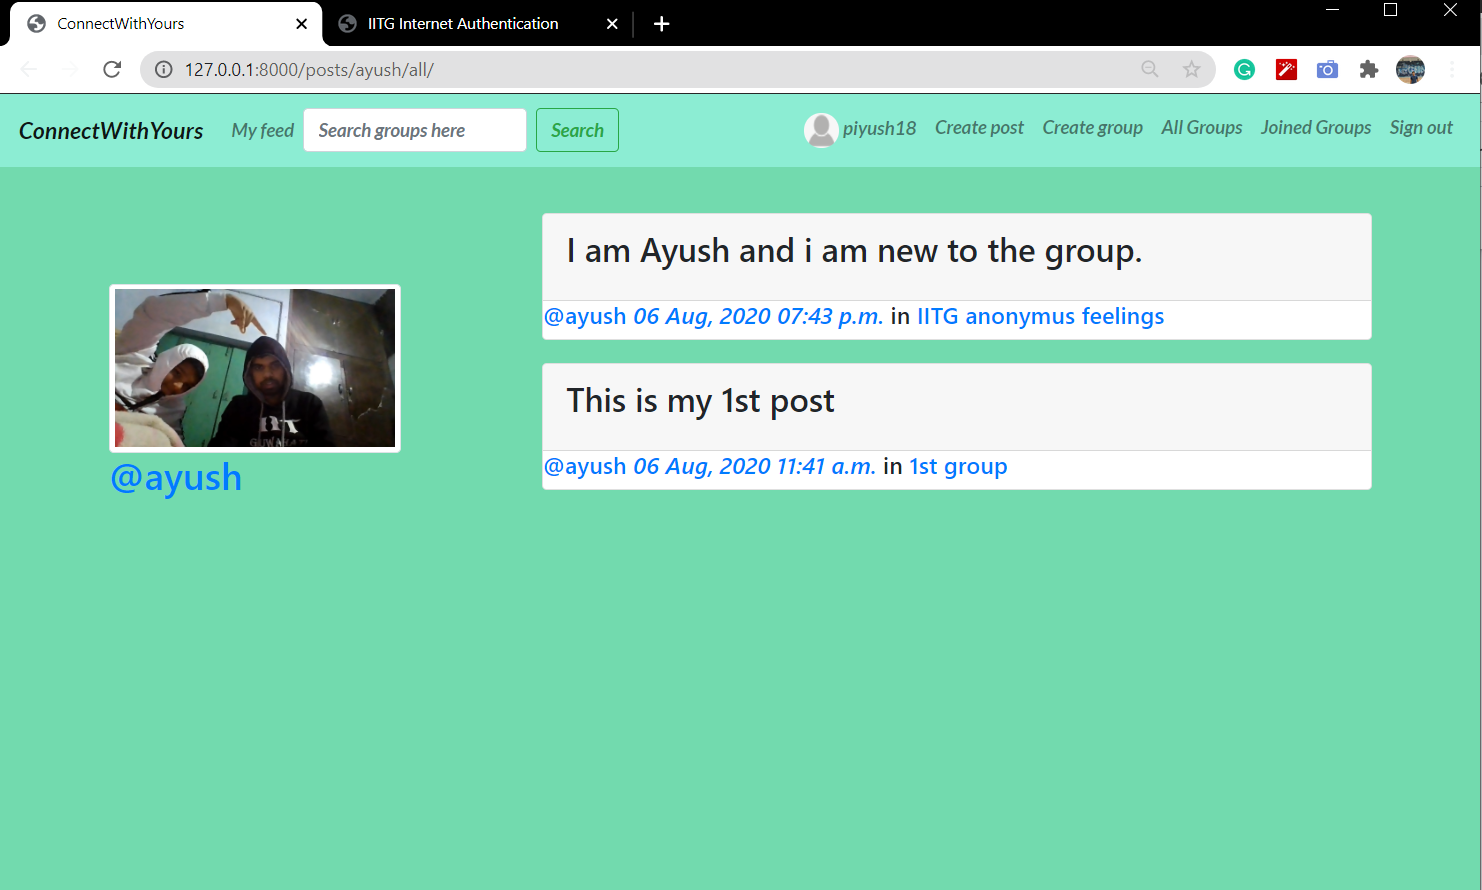 ConnectWithYours
IITG Internet Authentication
127.0.0.1:8000/posts/ayush/all/
ConnectWithYours My feed Search groups here Search piyush18 Create post Create group All Groups Joined Groups Sign out
I am Ayush and i am new to the group.
@ayush 06 Aug, 2020 07:43 p.m. in IITG anonymus feelings
This is my 1st post
@ayush 06 Aug, 2020 11:41 a.m. in 1st group
@ayush